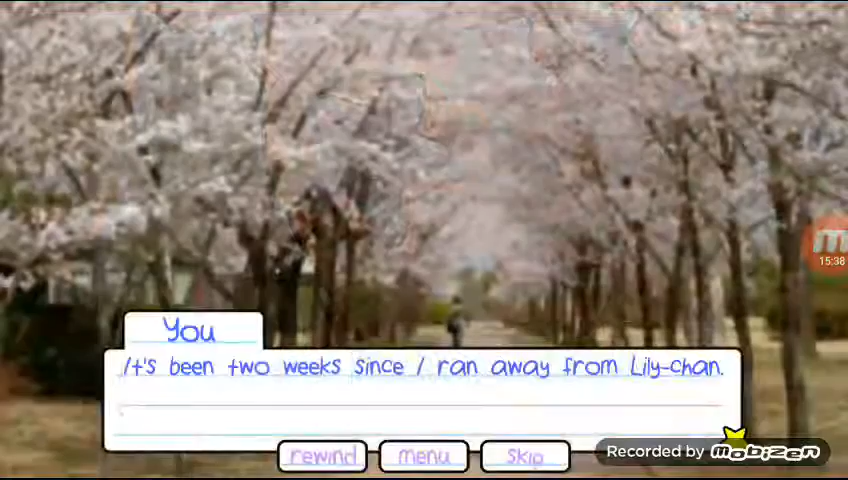 You
It's been two weeks since I ran away from Lily-chan.
rewind menu skip
Recorded by mobizen
M
15:38